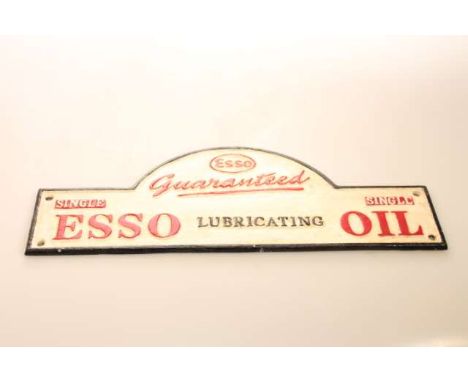 Esso
Guaranteed
SINGLE SINGLE
ESSO LUBRICATING OIL